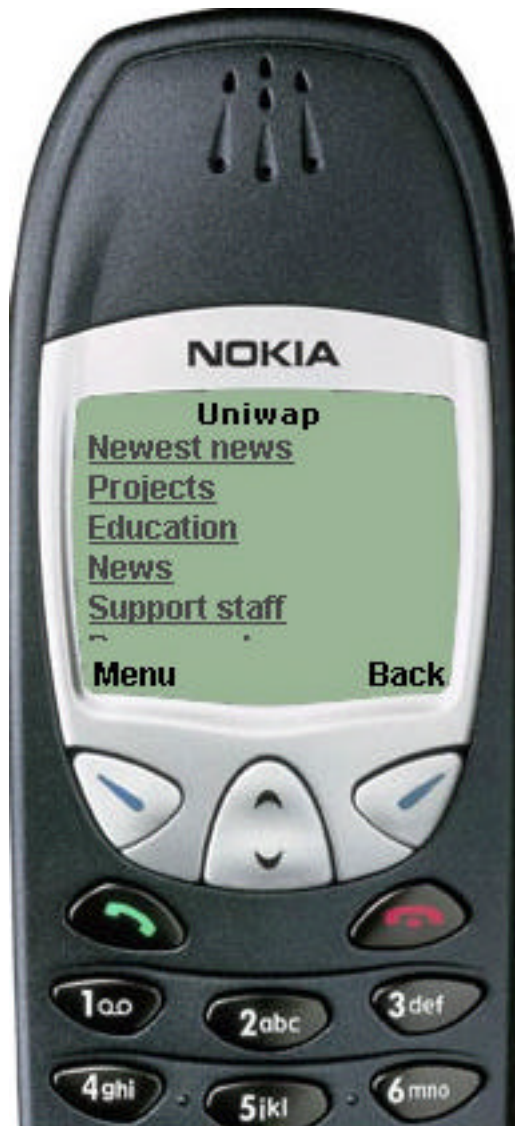 NOKIA
Uniwap
Newest news
Projects
Education
News
Support staff
Menu Back
1
2abc
3def
4ghi
5jkl
6mno